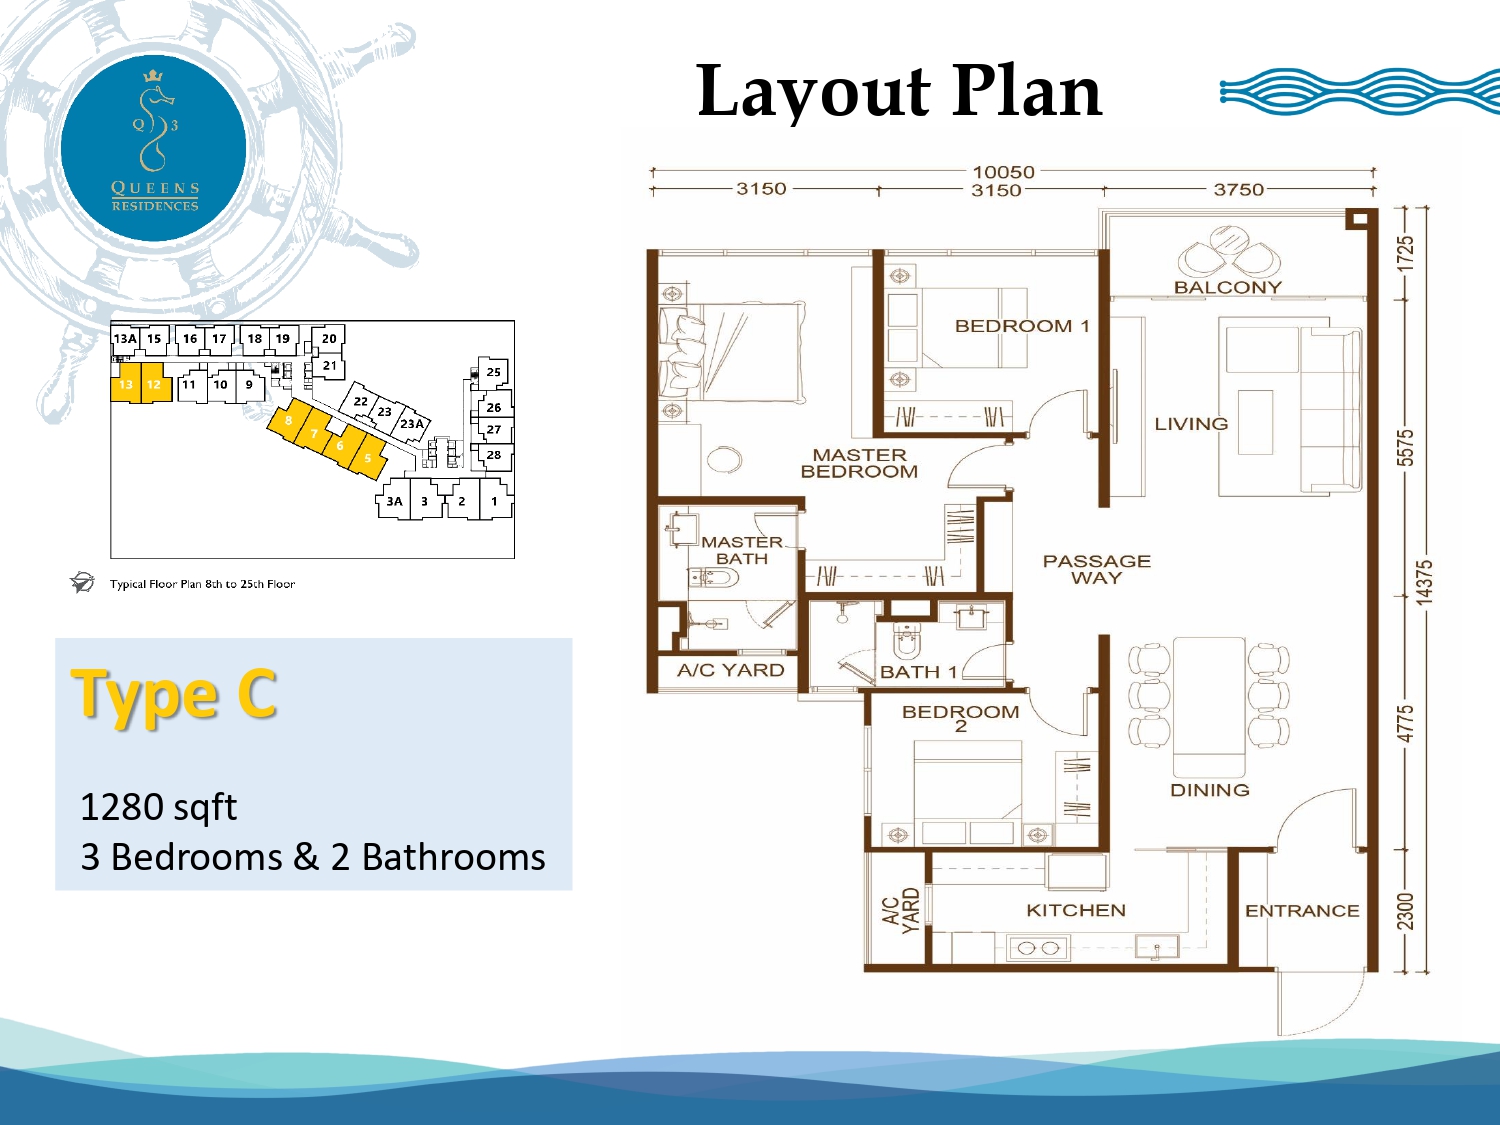 Layout Plan
Q 3
QUEENS
RESIDENCES
10050
3150
3150
3750
1725
5575
14375
4775
2300
BALCONY
BEDROOM 1
LIVING
MASTER
BEDROOM
MASTER
BATH
PASSAGE
WAY
A/C YARD
BATH 1
BEDROOM
2
DINING
A/C
YARD
KITCHEN
ENTRANCE
13A 15 16 17 18 19 20
21
13 12 11 10 9
25
22 23 23A
26
8 7 6 5
27
28
3A 3 2 1
Typical Floor Plan 8th to 25th Floor
Type C
1280 sqft
3 Bedrooms & 2 Bathrooms